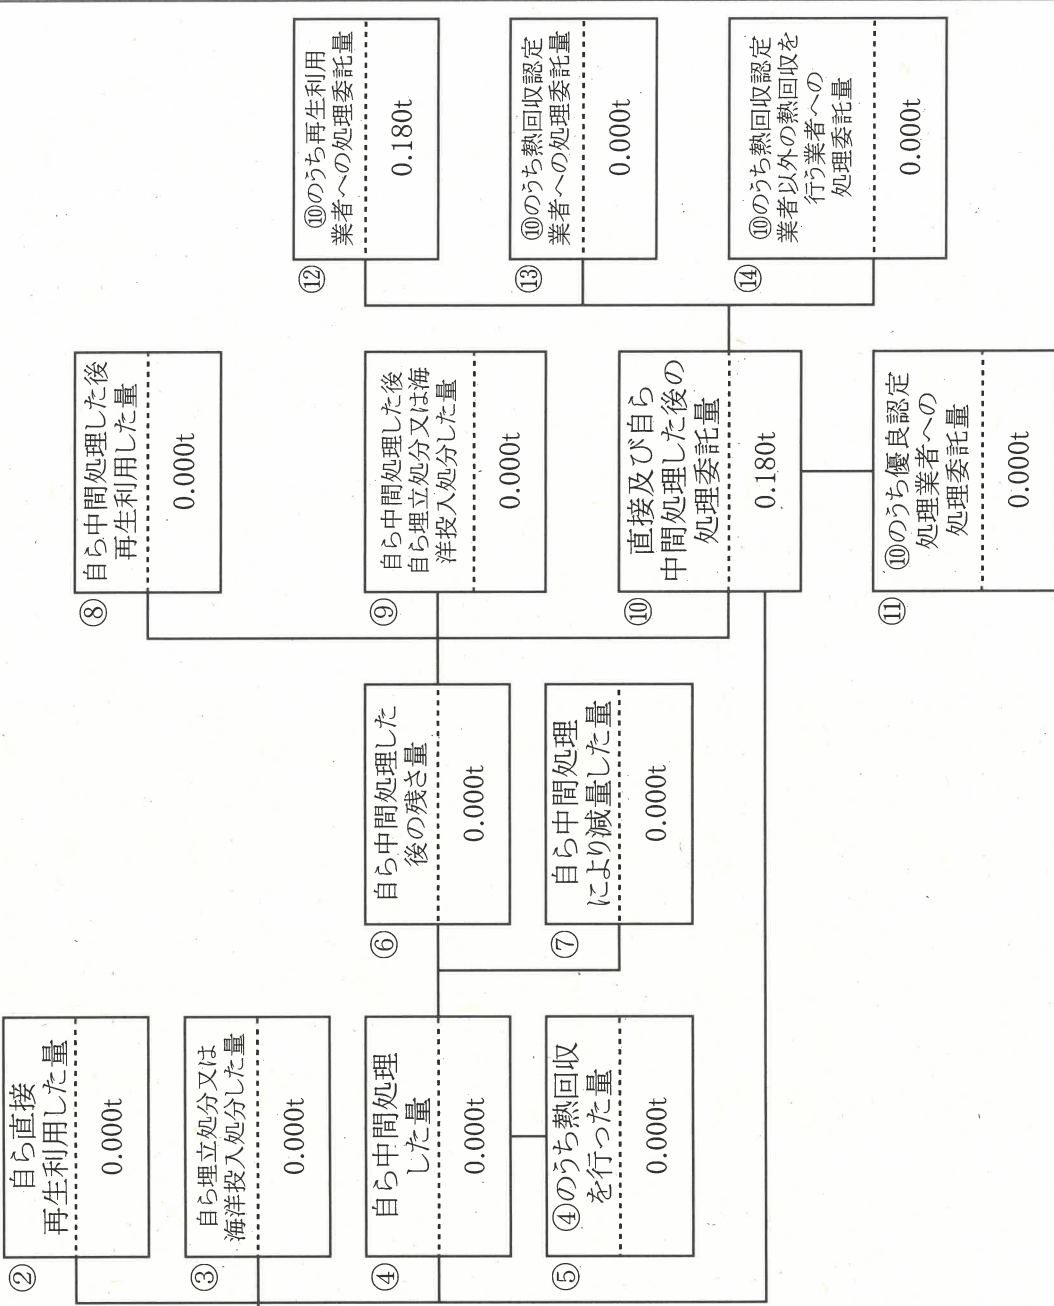 ②
自ら直接
再生利用した量
0.000t
③
自ら埋立処分又は
海洋投入処分した量
0.000t
④
自ら中間処理
した量
0.000t
⑤
④のうち熱回収
を行った量
0.000t
⑥
自ら中間処理した
後の残さ量
0.000t
⑦
自ら中間処理
により減量した量
0.000t
⑧
自ら中間処理した後
再生利用した量
0.000t
⑨
自ら中間処理した後
自ら埋立処分又は海
洋投入処分した量
0.000t
⑩
直接及び自ら
中間処理した後の
処理委託量
0.180t
⑪
⑩のうち優良認定
処理業者への
処理委託量
0.000t
⑫
⑩のうち再生利用
業者への処理委託量
0.180t
⑬
⑩のうち熱回収認定
業者への処理委託量
0.000t
⑭
⑩のうち熱回収認定
業者以外の熱回収を
行う業者への
処理委託量
0.000t